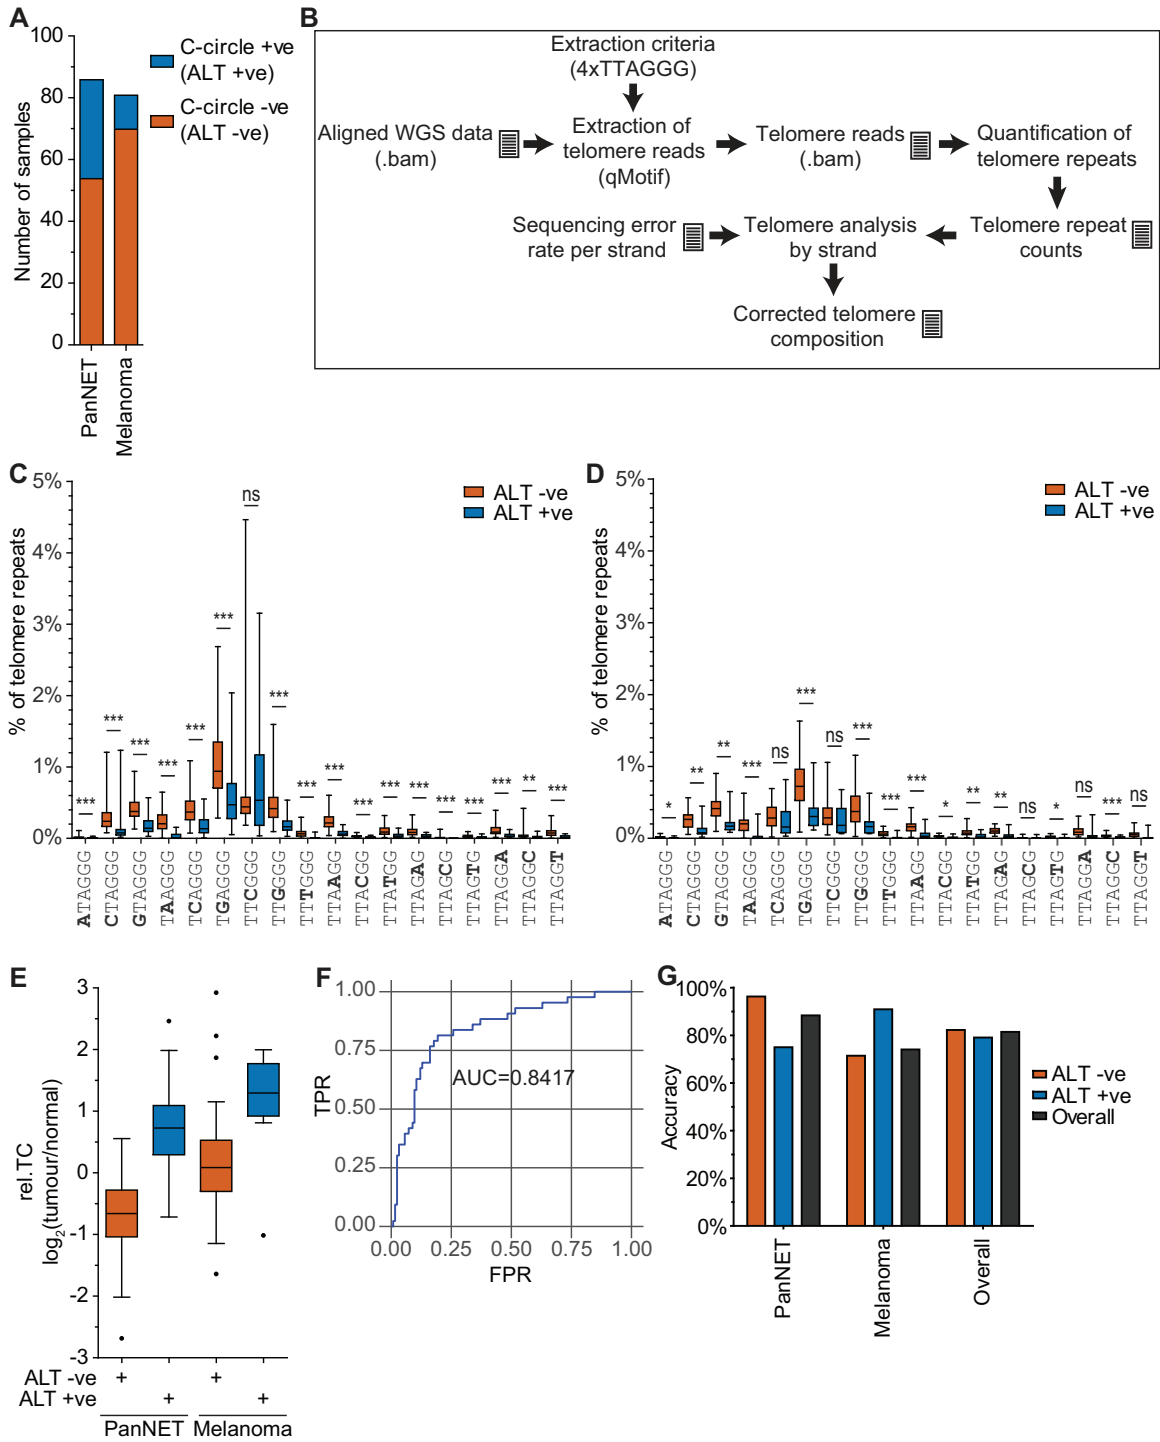 A
100
80
60
40
20
0
Number of samples
PanNET
Melanoma
C-circle +ve
(ALT +ve)
C-circle -ve
(ALT -ve)
B
Extraction criteria
(4xTTAGGG)
Aligned WGS data
(.bam)
Extraction of
telomere reads
(qMotif)
Telomere reads
(.bam)
Quantification of
telomere repeats
Sequencing error
rate per strand
Telomere analysis
by strand
Telomere repeat
counts
Corrected telomere
composition
C
5%
4%
3%
2%
1%
0%
% of telomere repeats
ALT -ve
ALT +ve
***
***
***
***
***
***
ns
***
***
***
***
***
***
***
***
***
**
***
ATAGGG
CTAGGG
GTAGGG
TAAGGG
TCAGGG
TGAGGG
TTCGGG
TTGGGG
TTTGGG
TTAAGG
TTACGG
TTATGG
TTAGAG
TTAGCG
TTAGTG
TTAGGA
TTAGGC
TTAGGT
D
5%
4%
3%
2%
1%
0%
% of telomere repeats
ALT -ve
ALT +ve
*
**
**
***
ns
***
ns
***
***
***
*
**
**
ns
*
ns
***
ns
ATAGGG
CTAGGG
GTAGGG
TAAGGG
TCAGGG
TGAGGG
TTCGGG
TTGGGG
TTTGGG
TTAAGG
TTACGG
TTATGG
TTAGAG
TTAGCG
TTAGTG
TTAGGA
TTAGGC
TTAGGT
E
3
2
1
0
-1
-2
-3
rel.TC
log2(tumour/normal)
ALT -ve + +
ALT +ve + +
PanNET Melanoma
F
1.00
0.75
0.50
0.25
0.00
TPR
AUC=0.8417
0.00 0.25 0.50 0.75 1.00
FPR
G
100%
80%
60%
40%
20%
0%
Accuracy
PanNET
Melanoma
Overall
ALT -ve
ALT +ve
Overall